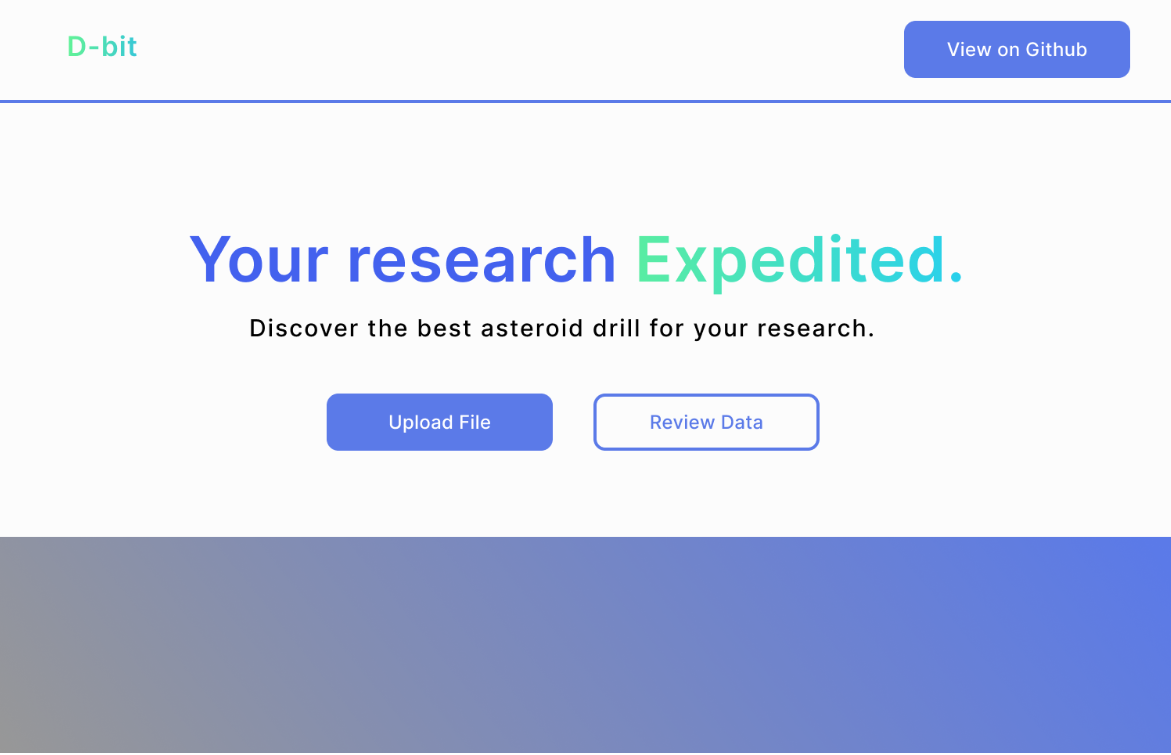 D-bit
View on Github
Your research Expedited.
Discover the best asteroid drill for your research.
Upload File
Review Data